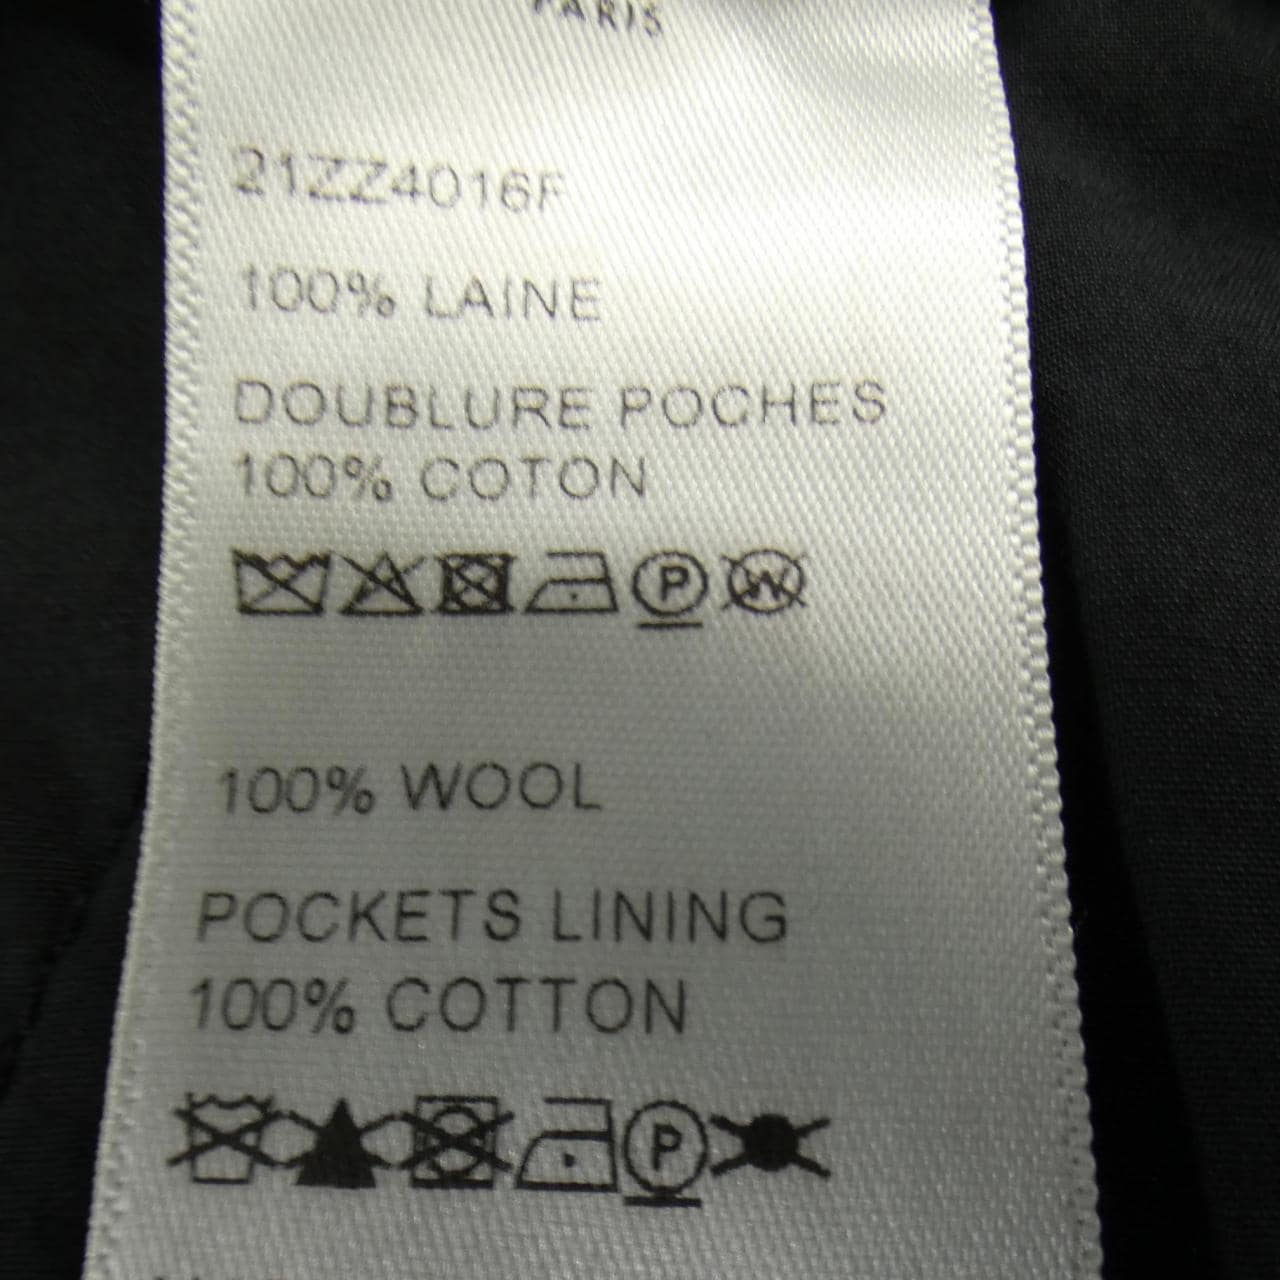 PARIS
21ZZ4016F
100% LAINE
DOUBLURE POCHES
100% COTON
P W
100% WOOL
POCKETS LINING
100% COTTON
P